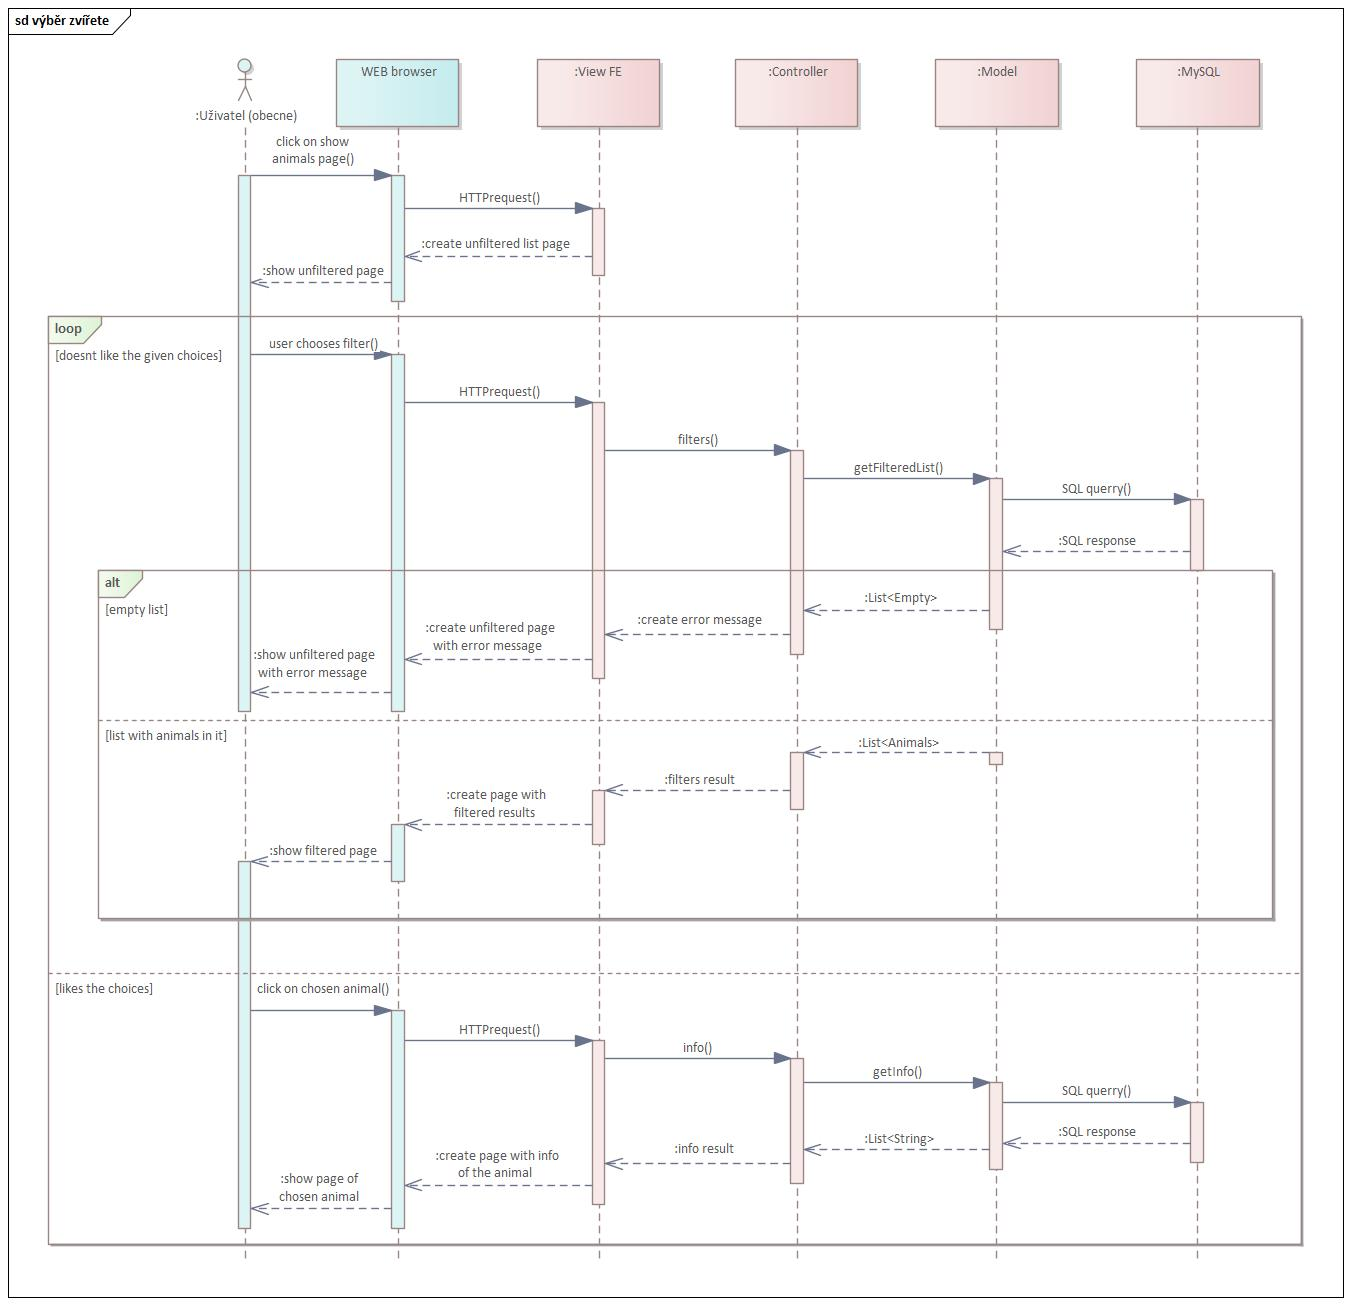 sd výběr zvířete
WEB browser
:View FE
:Controller
:Model
:MySQL
:Uživatel (obecne)
click on show
animals page()
HTTPrequest()
:create unfiltered list page
:show unfiltered page
loop
[doesnt like the given choices]
user chooses filter()
HTTPrequest()
filters()
getFilteredList()
SQL querry()
:SQL response
alt
[empty list]
:List<Empty>
:create error message
:create unfiltered page
with error message
:show unfiltered page
with error message
[list with animals in it]
:List<Animals>
:filters result
:create page with
filtered results
:show filtered page
[likes the choices]
click on chosen animal()
HTTPrequest()
info()
getInfo()
SQL querry()
:SQL response
:List<String>
:info result
:create page with info
of the animal
:show page of
chosen animal